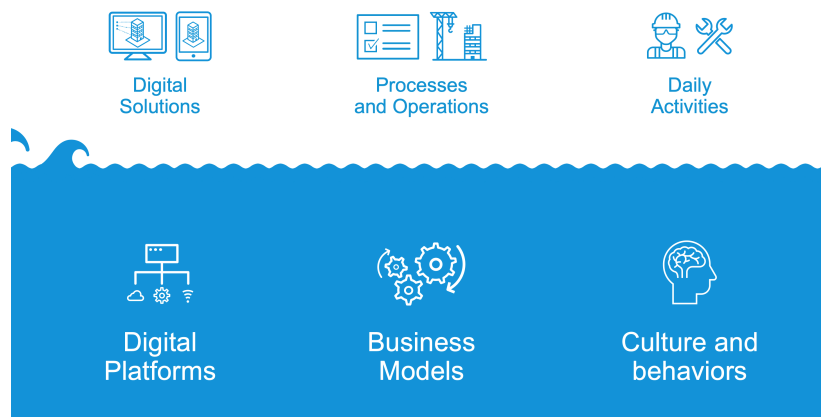 Digital
Solutions
Processes
and Operations
Daily
Activities
Digital
Platforms
Business
Models
Culture and
behaviors